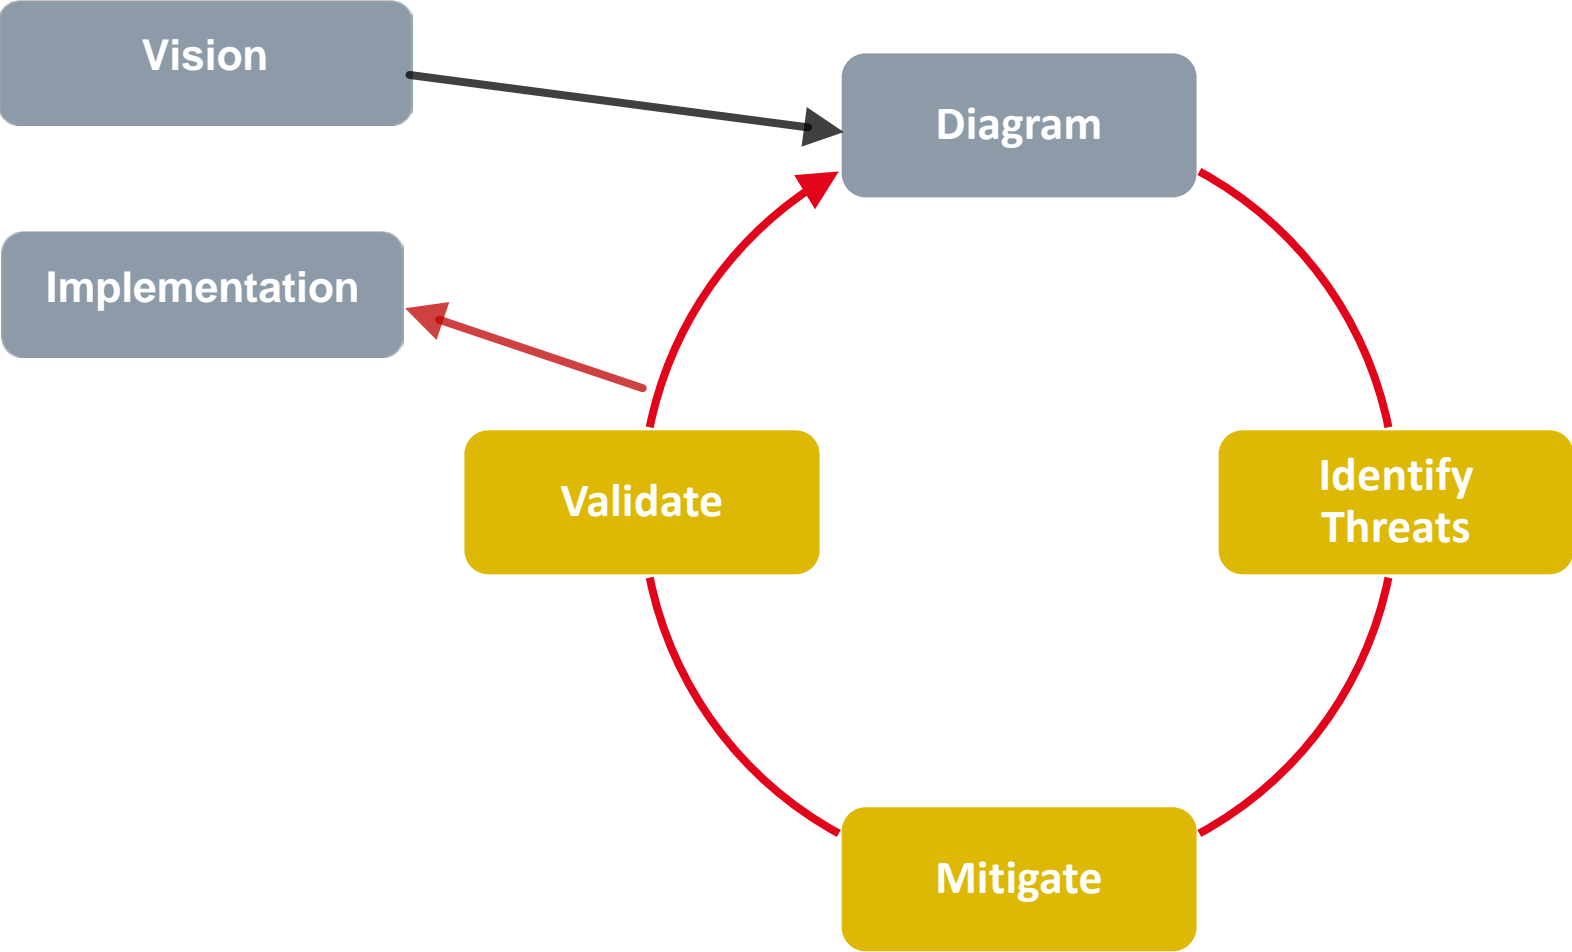 Vision
Diagram
Implementation
Validate
Identify
Threats
Mitigate